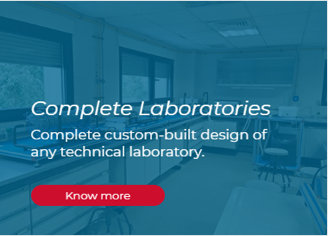 Complete Laboratories
Complete custom-built design of
any technical laboratory.
Know more